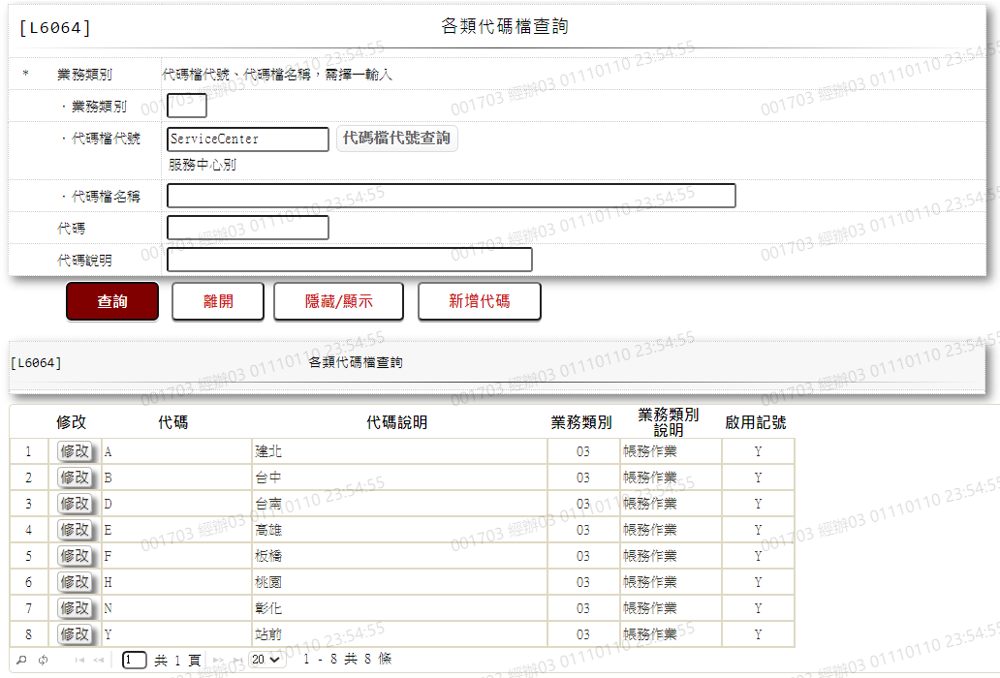 [L6064] 各類代碼檔查詢
* 業務類別 代碼檔代號、代碼檔名稱，需擇一輸入
．業務類別
．代碼檔代號 ServiceCenter 代碼檔代號查詢
服務中心別
．代碼檔名稱
代碼
代碼說明
查詢 離開 隱藏/顯示 新增代碼
[L6064] 各類代碼檔查詢
修改 代碼 代碼說明 業務類別 業務類別說明 啟用記號
1 修改 A 建北 03 帳務作業 Y
2 修改 B 台中 03 帳務作業 Y
3 修改 D 台南 03 帳務作業 Y
4 修改 E 高雄 03 帳務作業 Y
5 修改 F 板橋 03 帳務作業 Y
6 修改 H 桃園 03 帳務作業 Y
7 修改 N 彰化 03 帳務作業 Y
8 修改 Y 站前 03 帳務作業 Y
1 共 1 頁 20 1 - 8 共 8 條
001703 經辦03 01110110 23:54:55